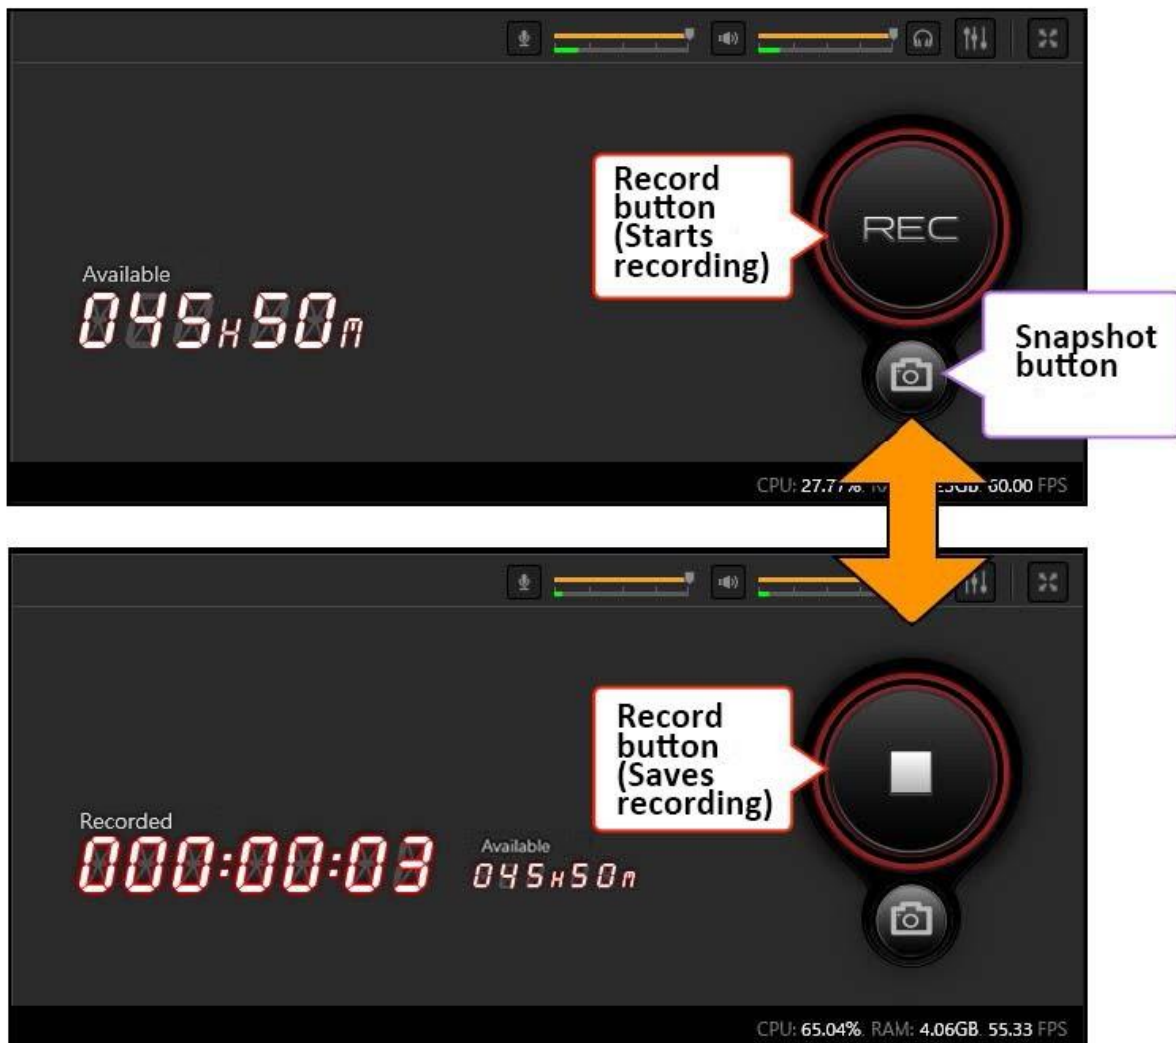 Record
button
(Starts
recording)
REC
Available
045H50M
Snapshot
button
CPU: 27.77%. 60.00 FPS
Record
button
(Saves
recording)
Recorded
000:00:03
Available
045H50M
CPU: 65.04%. RAM: 4.06GB. 55.33 FPS